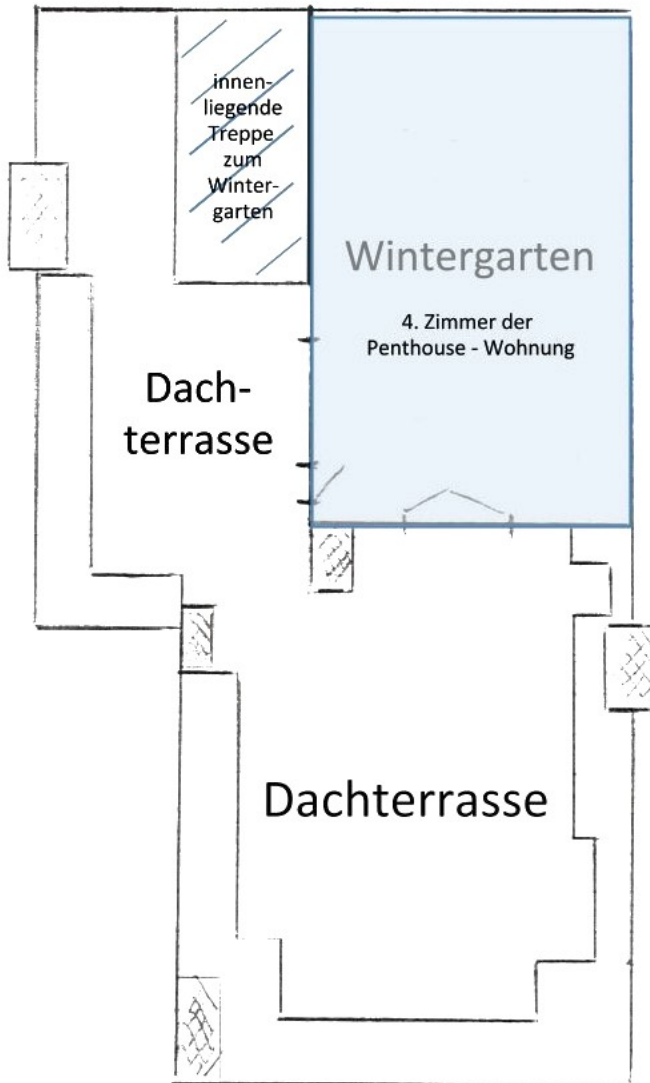 innen-
liegende
Treppe
zum
Winter-
garten
Wintergarten
4. Zimmer der
Penthouse - Wohnung
Dach-
terrasse
Dachterrasse